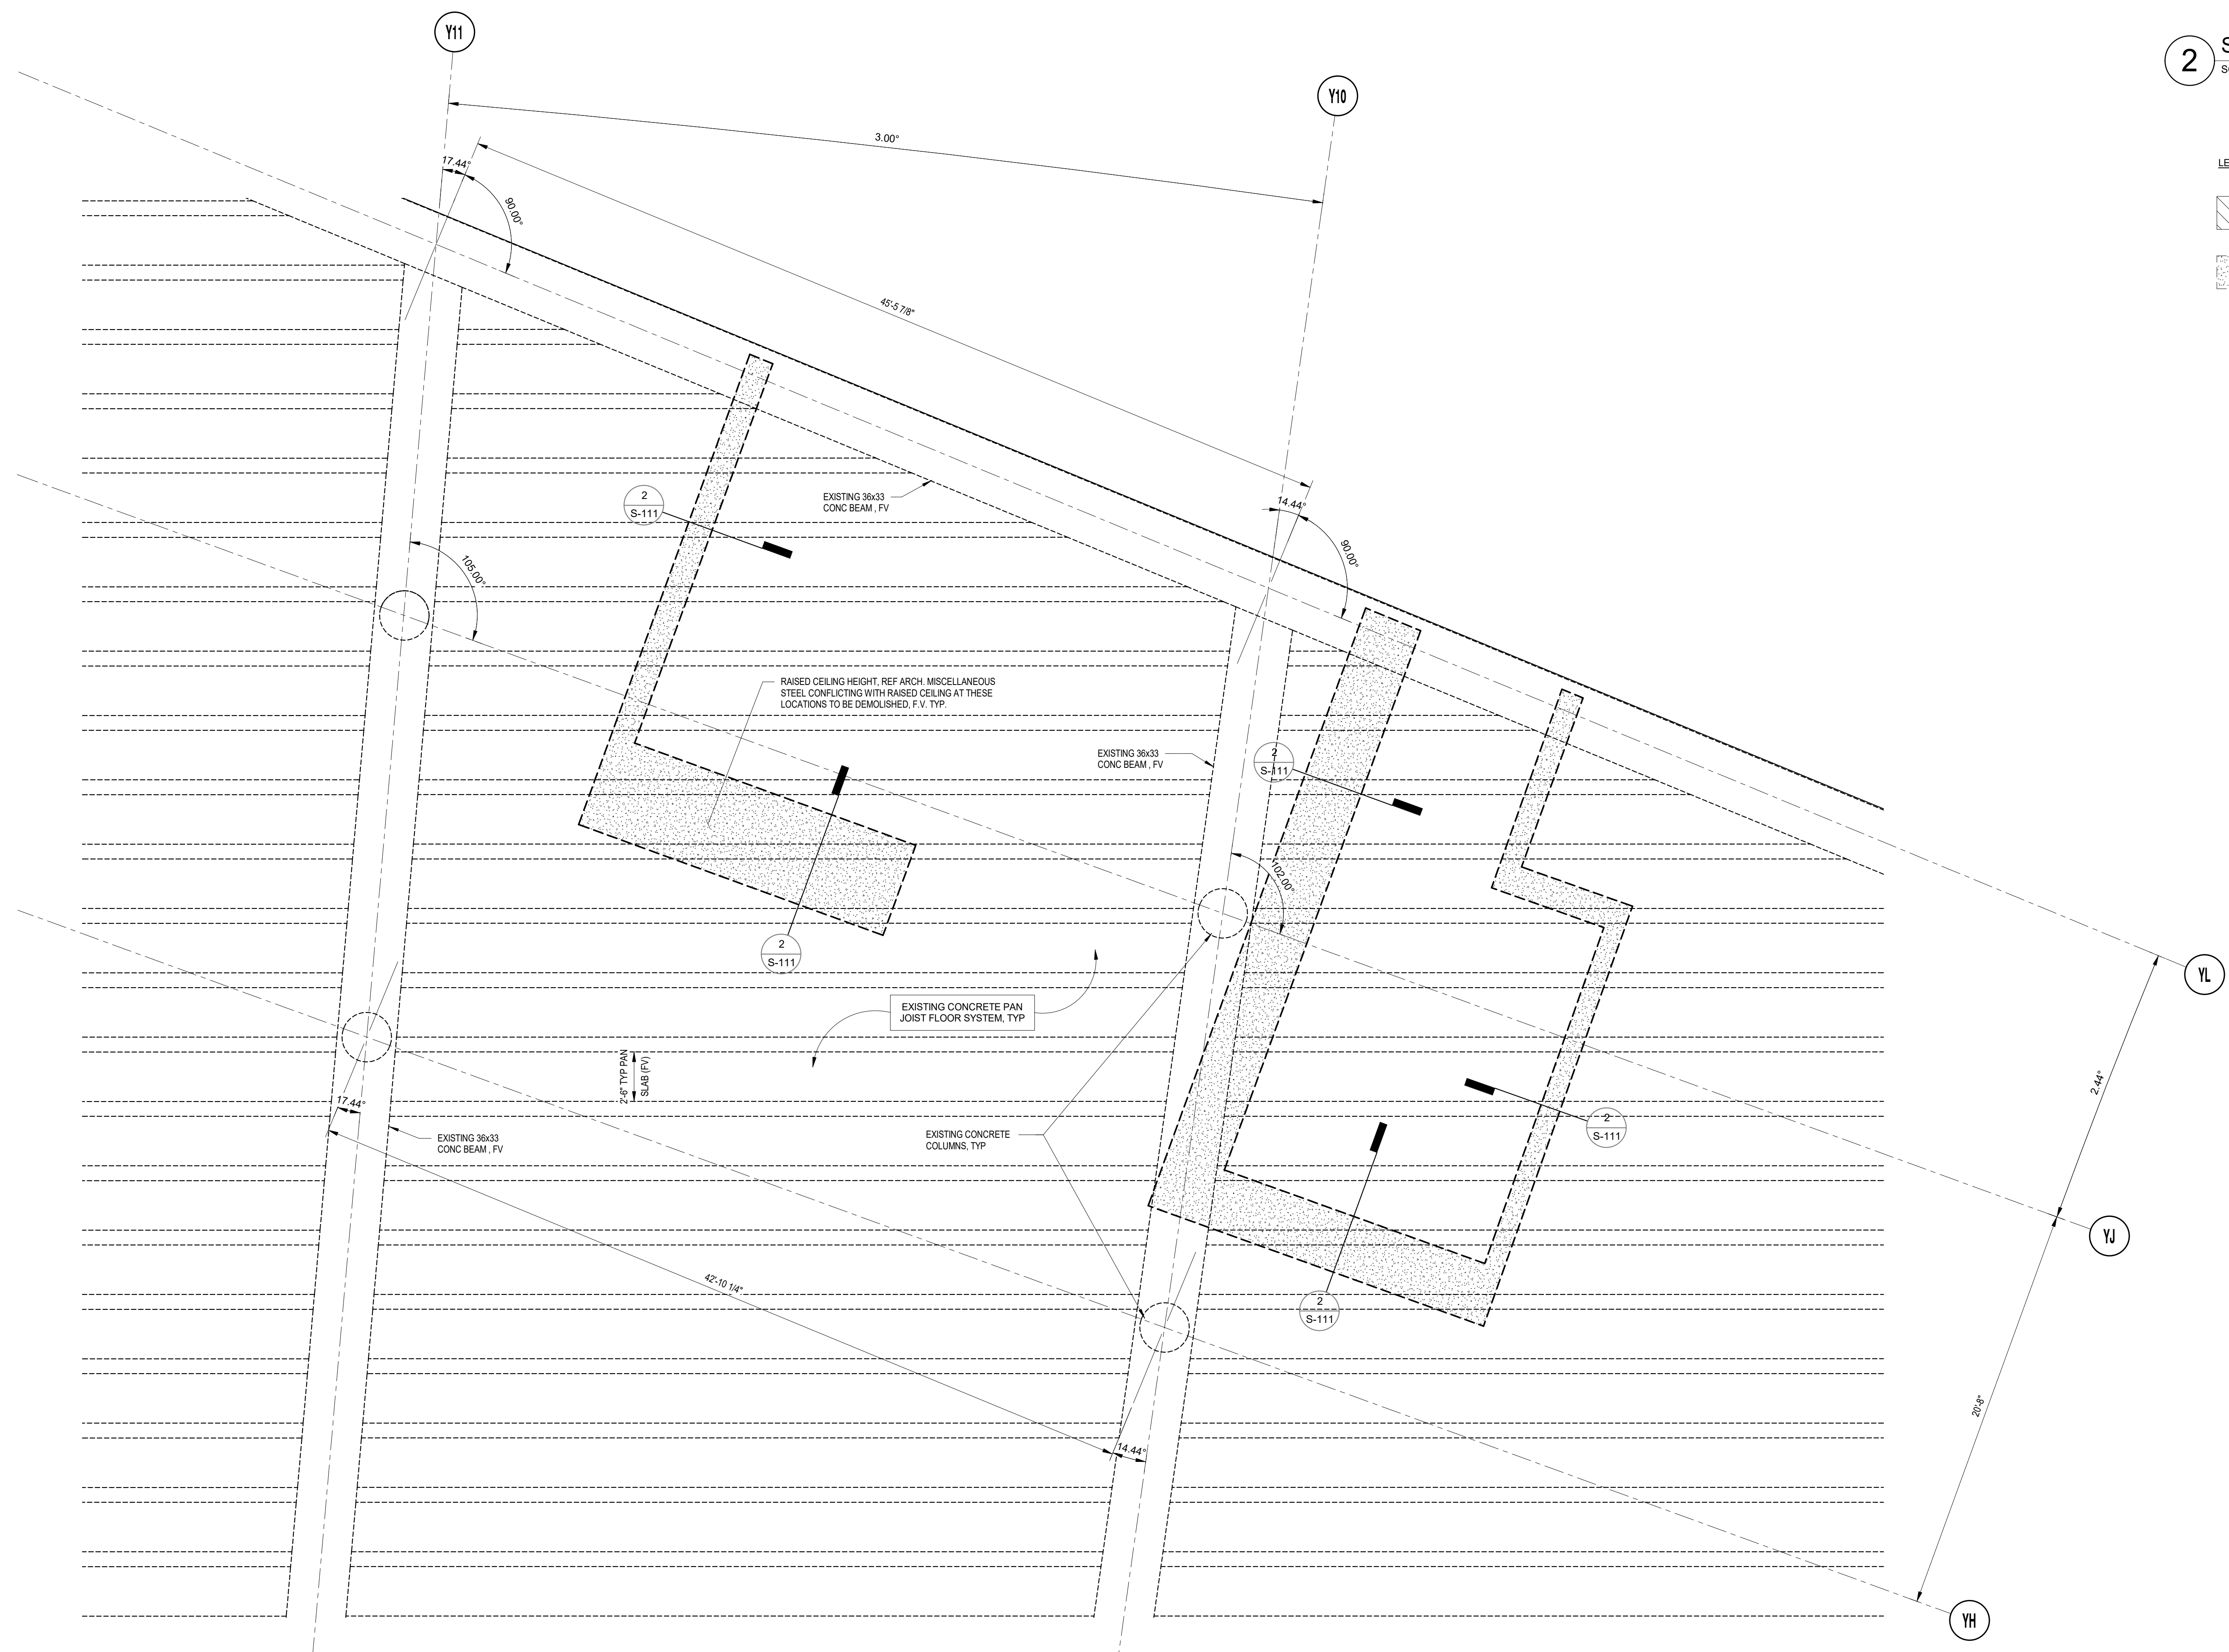 Y11
Y10
2
3.00°
17.44°
90.00°
45'-5 7/8"
2
S-111
EXISTING 36x33
CONC BEAM , FV
14.44°
90.00°
105.00°
RAISED CEILING HEIGHT, REF ARCH. MISCELLANEOUS
STEEL CONFLICTING WITH RAISED CEILING AT THESE
LOCATIONS TO BE DEMOLISHED, F.V. TYP.
EXISTING 36x33
CONC BEAM , FV
2
S-111
102.00°
2
S-111
YL
EXISTING CONCRETE PAN
JOIST FLOOR SYSTEM, TYP
2'-6" TYP PAN
SLAB (FV)
2.44°
17.44°
EXISTING 36x33
CONC BEAM , FV
EXISTING CONCRETE
COLUMNS, TYP
2
S-111
YJ
42'-10 1/4"
2
S-111
20'-8"
14.44°
YH